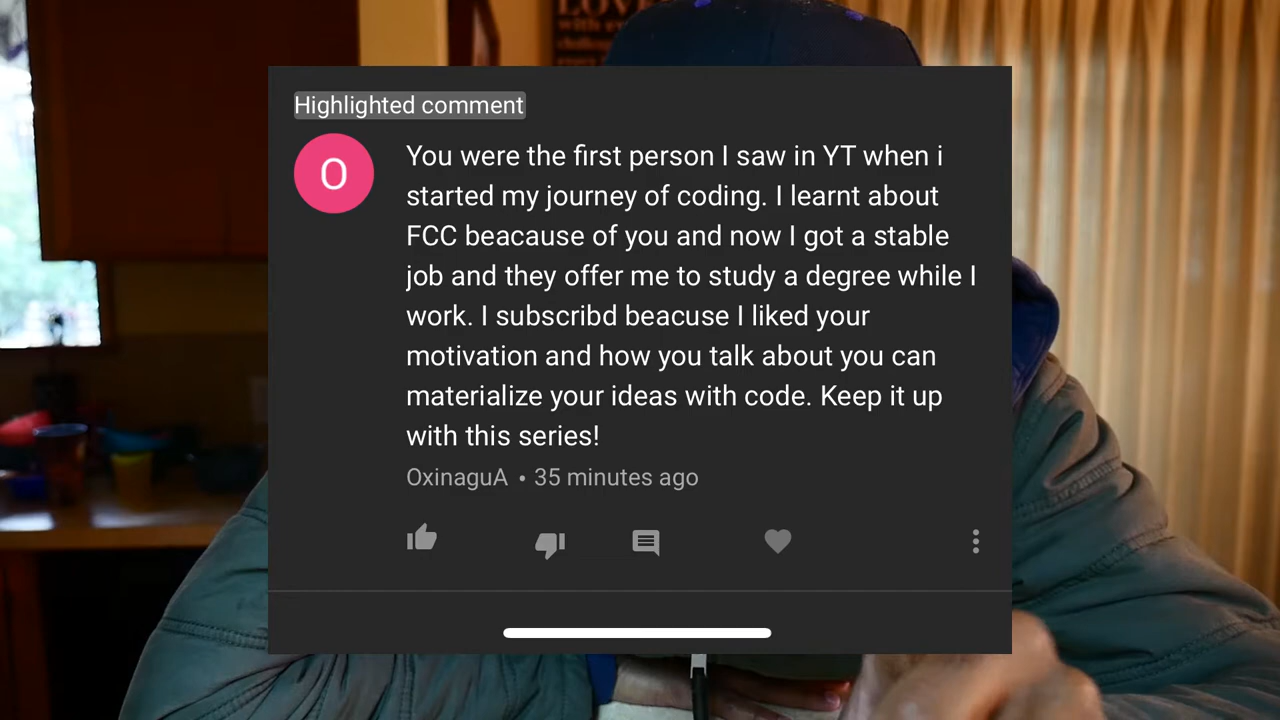 LOVE
Highlighted comment
O
You were the first person I saw in YT when i
started my journey of coding. I learnt about
FCC beacause of you and now I got a stable
job and they offer me to study a degree while I
work. I subscribd beacuse I liked your
motivation and how you talk about you can
materialize your ideas with code. Keep it up
with this series!
OxinaguA • 35 minutes ago